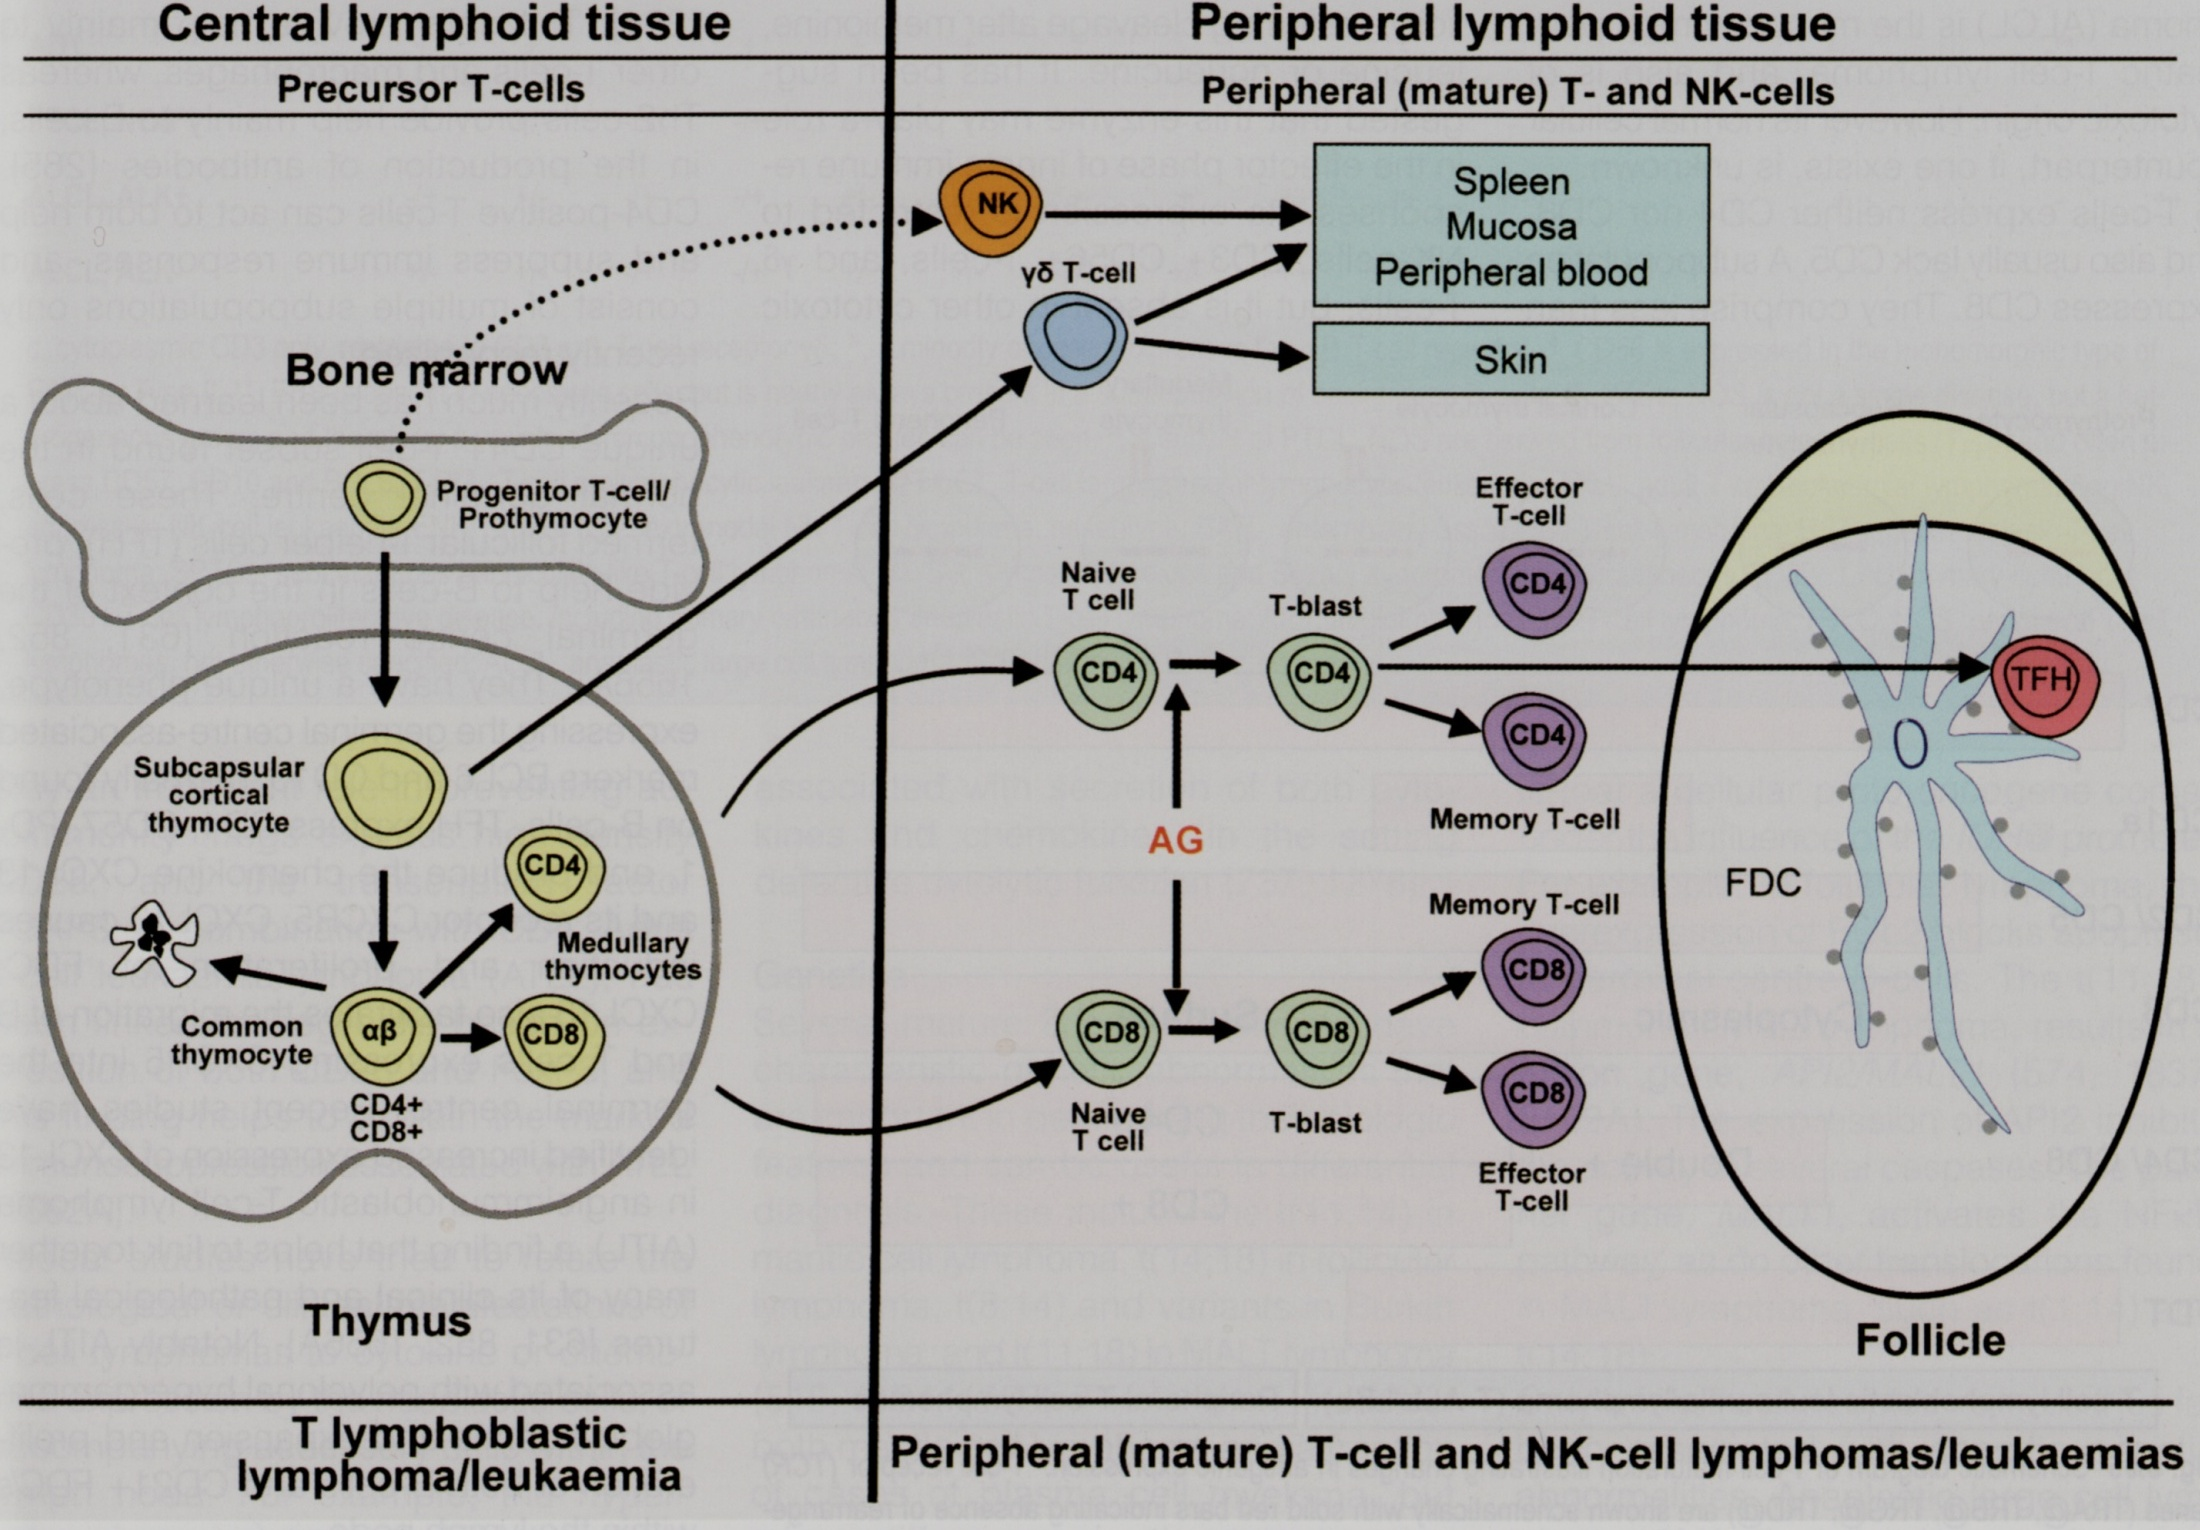 Central lymphoid tissue
Peripheral lymphoid tissue
Precursor T-cells
Peripheral (mature) T- and NK-cells
NK
Spleen
Mucosa
Peripheral blood
γδ T-cell
Skin
Bone marrow
Progenitor T-cell/
Prothymocyte
Effector
T-cell
CD4
Naive
T cell
T-blast
CD4
CD4
TFH
CD4
Memory T-cell
Subcapsular
cortical
thymocyte
CD4
AG
FDC
Medullary
thymocytes
Memory T-cell
CD8
Common
thymocyte
αβ
CD8
CD8
CD8
CD4+
CD8+
Naive
T cell
T-blast
CD8
Effector
T-cell
Thymus
Follicle
T lymphoblastic
lymphoma/leukaemia
Peripheral (mature) T-cell and NK-cell lymphomas/leukaemias